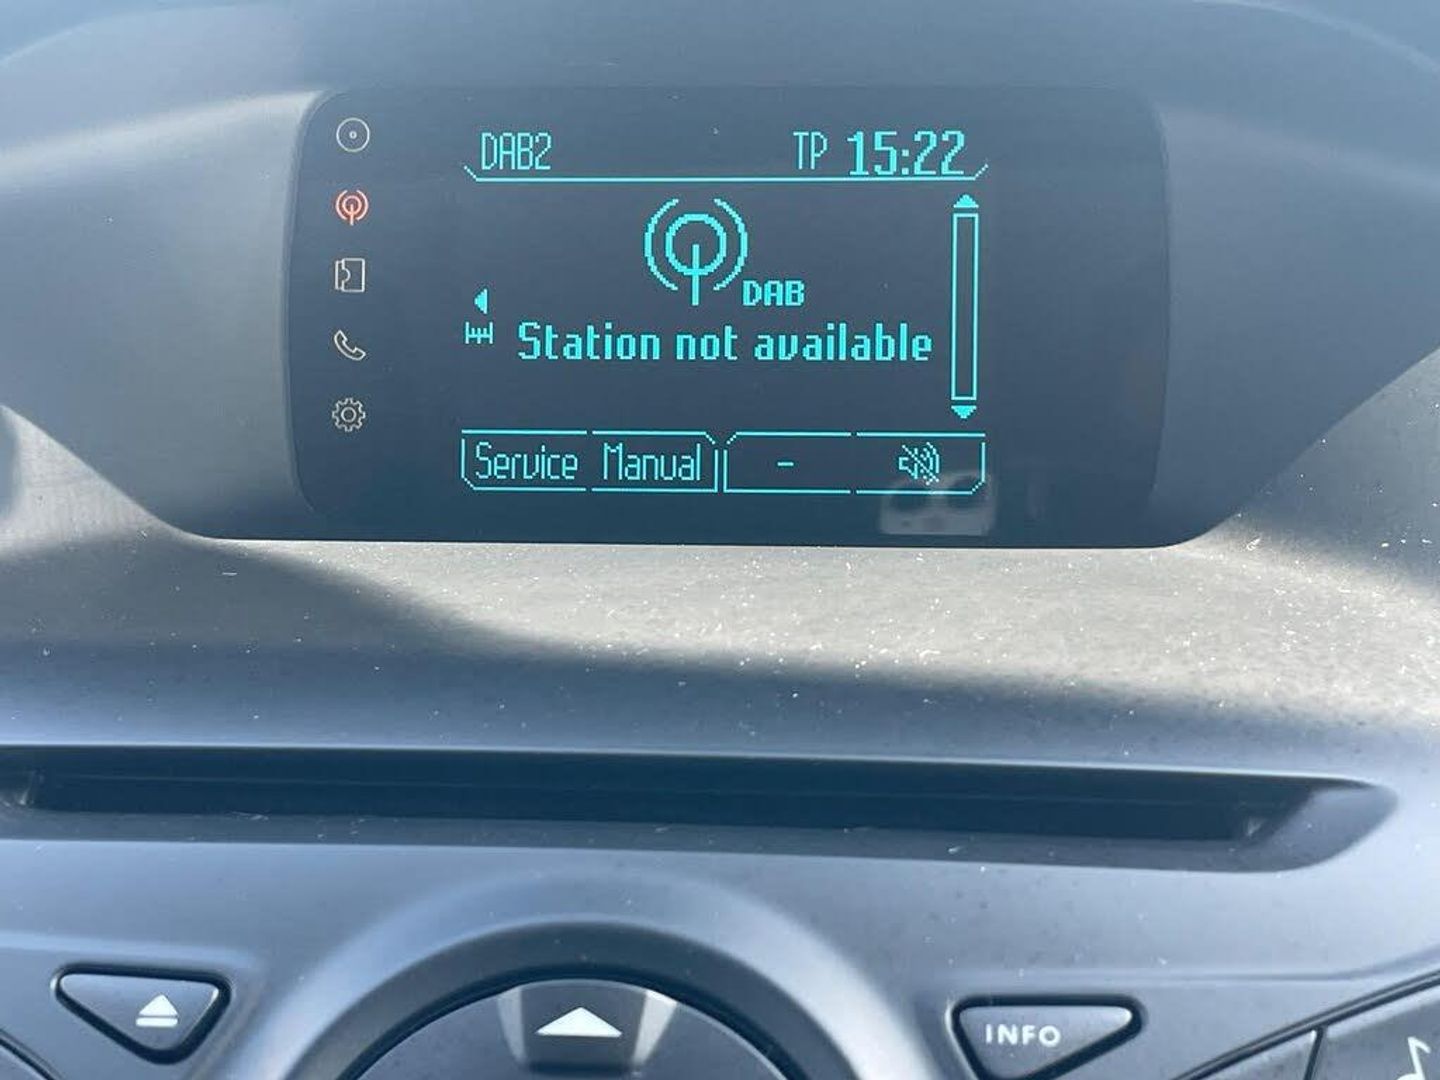 DAB2 TP 15:22
DAB
Station not available
Service Manual -
INFO